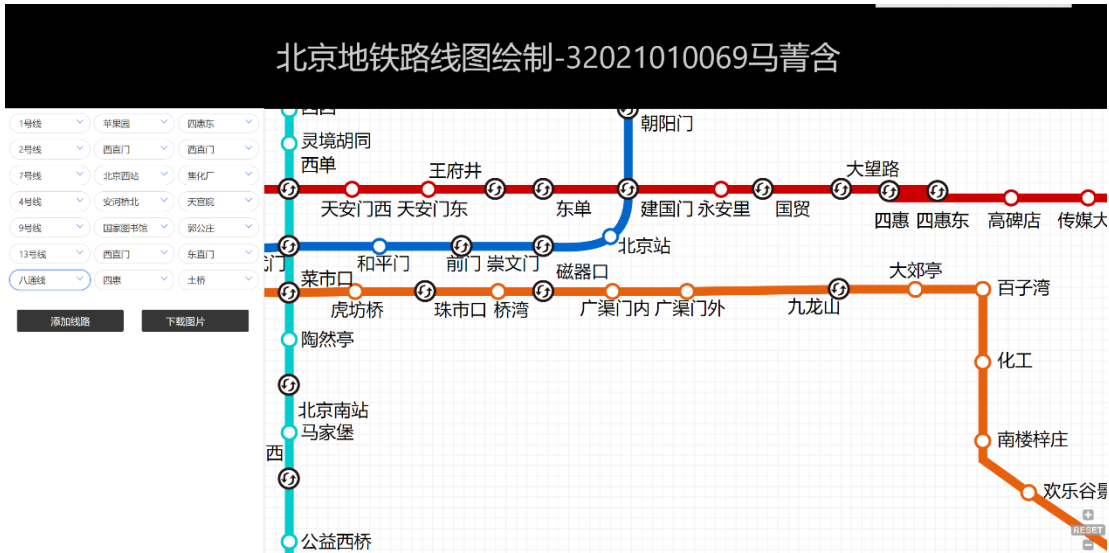 北京地铁路线图绘制-32021010069马菁含
1号线 苹果园 四惠东
2号线 西直门 西直门
7号线 北京西站 焦化厂
4号线 安河桥北 天宫院
9号线 国家图书馆 郭公庄
13号线 西直门 东直门
八通线 四惠 土桥
添加线路 下载图片
朝阳门
灵境胡同
西单
王府井
大望路
天安门西 天安门东
东单
建国门 永安里
国贸
四惠 四惠东
高碑店
传媒大
北京站
和平门
前门 崇文门
磁器口
菜市口
大郊亭
百子湾
虎坊桥
珠市口 桥湾
广渠门内 广渠门外
九龙山
陶然亭
化工
北京南站
马家堡
南楼梓庄
西
欢乐谷景
公益西桥
RESET